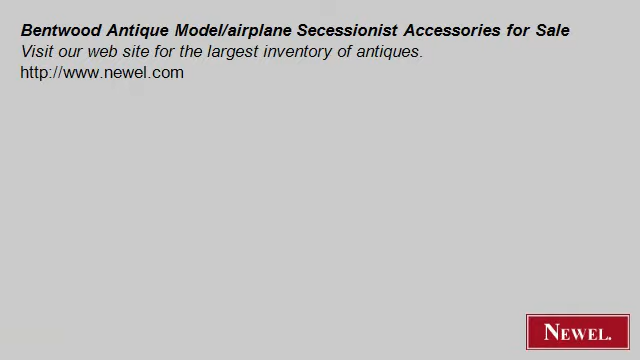 Bentwood Antique Model/airplane Secessionist Accessories for Sale
Visit our web site for the largest inventory of antiques.
http://www.newel.com
NEWEL.